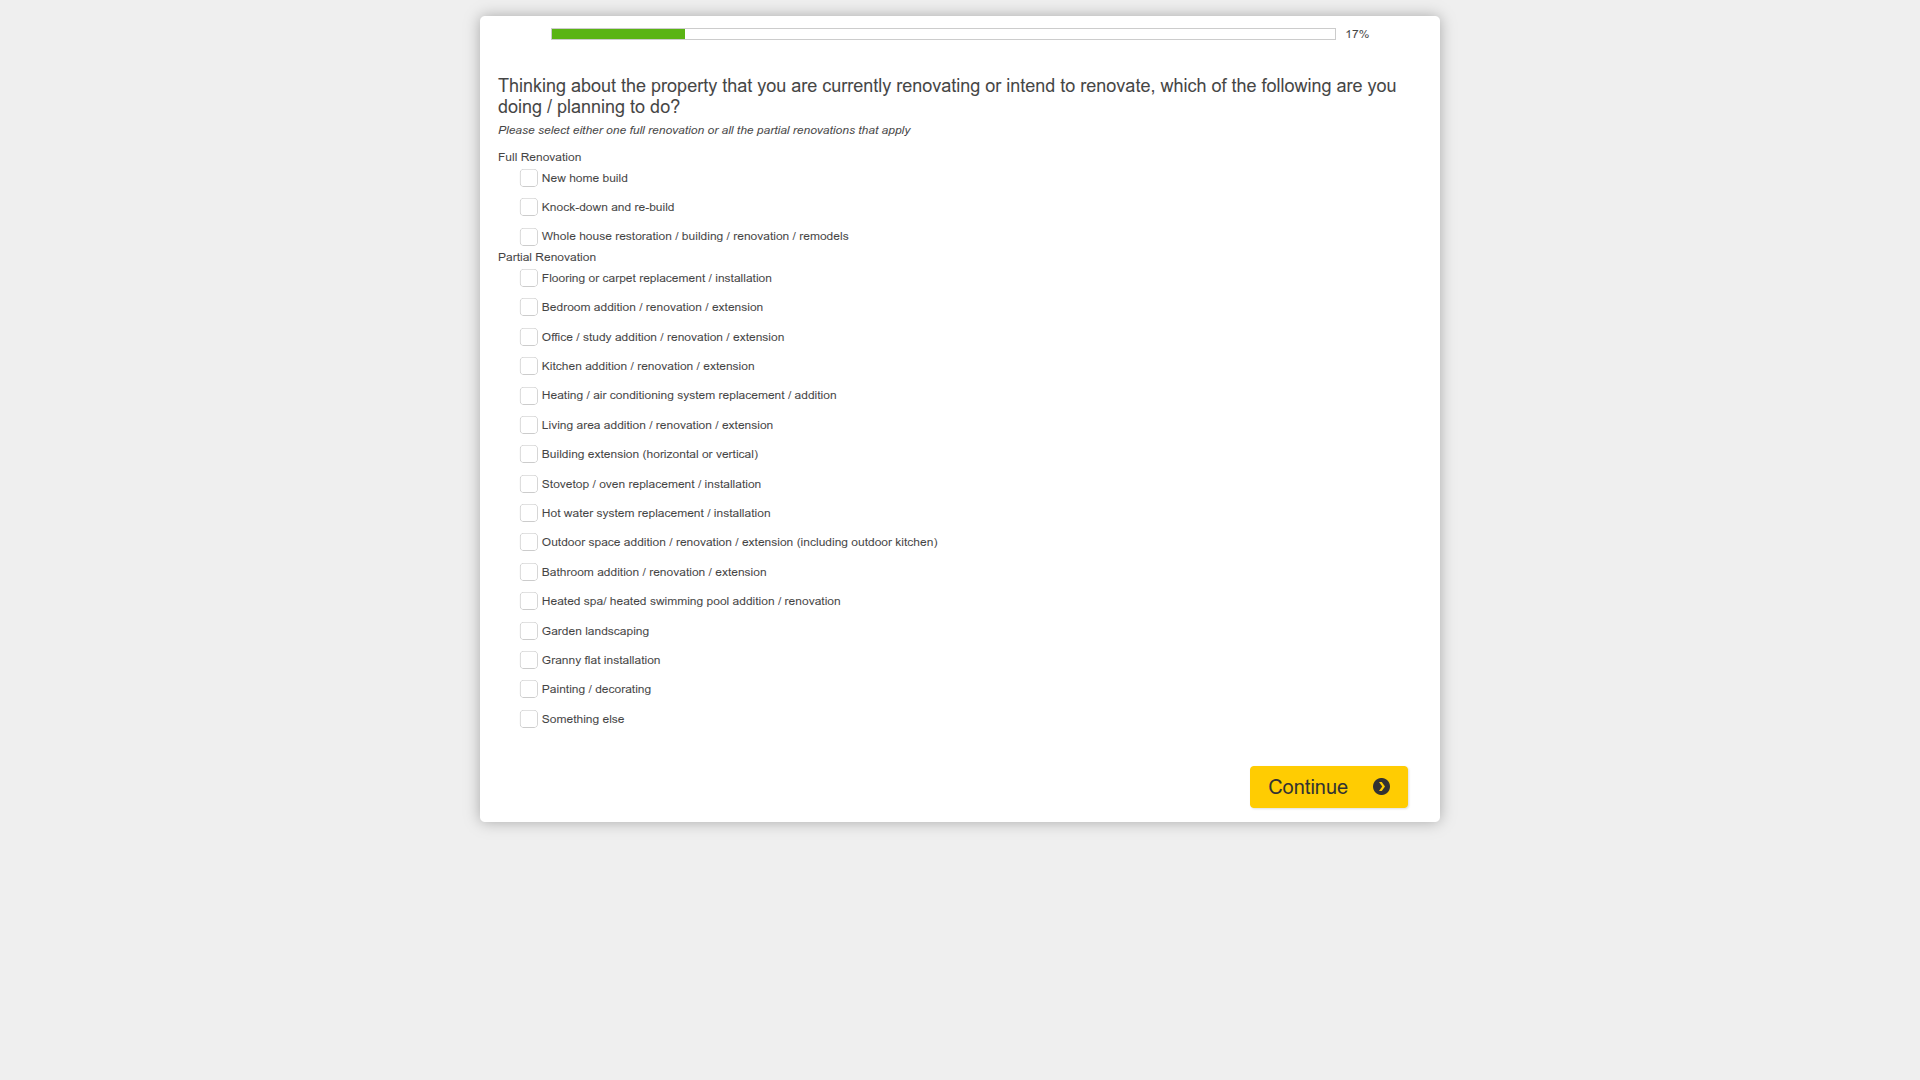 17%
Thinking about the property that you are currently renovating or intend to renovate, which of the following are you
doing / planning to do?
Please select either one full renovation or all the partial renovations that apply
Full Renovation
New home build
Knock-down and re-build
Whole house restoration / building / renovation / remodels
Partial Renovation
Flooring or carpet replacement / installation
Bedroom addition / renovation / extension
Office / study addition / renovation / extension
Kitchen addition / renovation / extension
Heating / air conditioning system replacement / addition
Living area addition / renovation / extension
Building extension (horizontal or vertical)
Stovetop / oven replacement / installation
Hot water system replacement / installation
Outdoor space addition / renovation / extension (including outdoor kitchen)
Bathroom addition / renovation / extension
Heated spa/ heated swimming pool addition / renovation
Garden landscaping
Granny flat installation
Painting / decorating
Something else
Continue